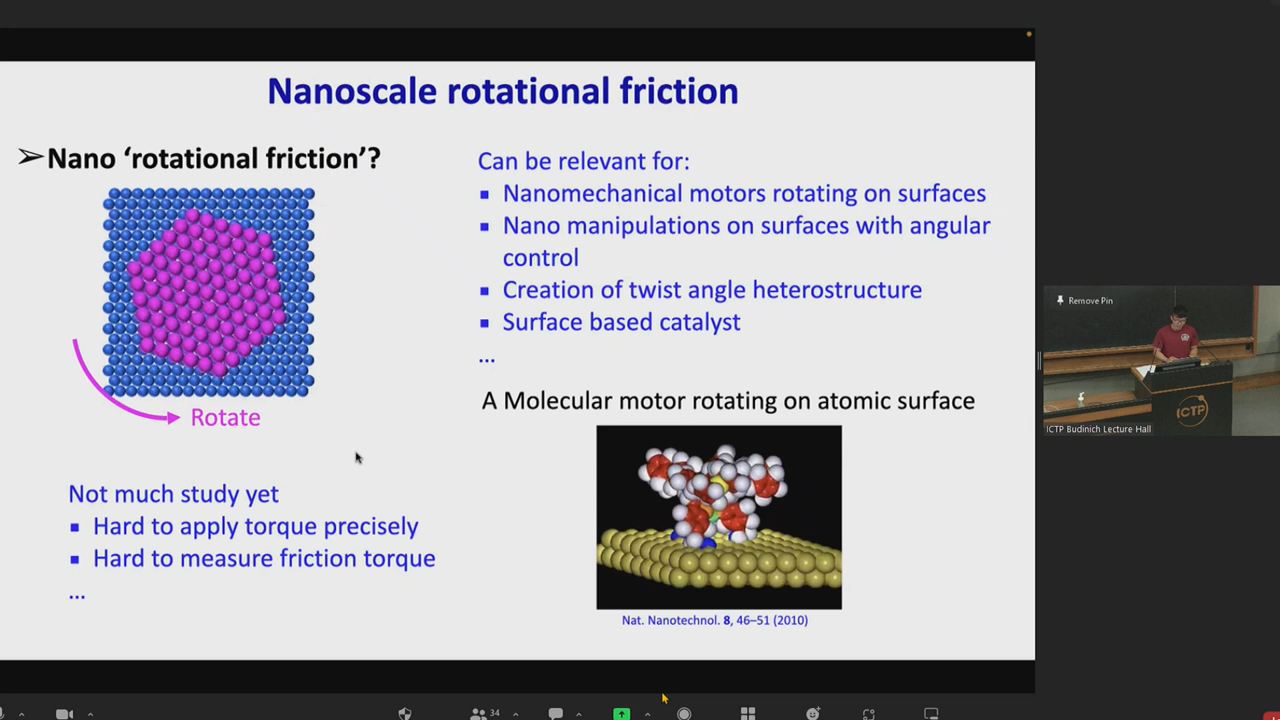 Nanoscale rotational friction
➢Nano ‘rotational friction’?
Rotate
Not much study yet
▪ Hard to apply torque precisely
▪ Hard to measure friction torque
...
Can be relevant for:
▪ Nanomechanical motors rotating on surfaces
▪ Nano manipulations on surfaces with angular
control
▪ Creation of twist angle heterostructure
▪ Surface based catalyst
...
A Molecular motor rotating on atomic surface
Nat. Nanotechnol. 8, 46–51 (2010)
Remove Pin
ICTP
ICTP Budinich Lecture Hall
34